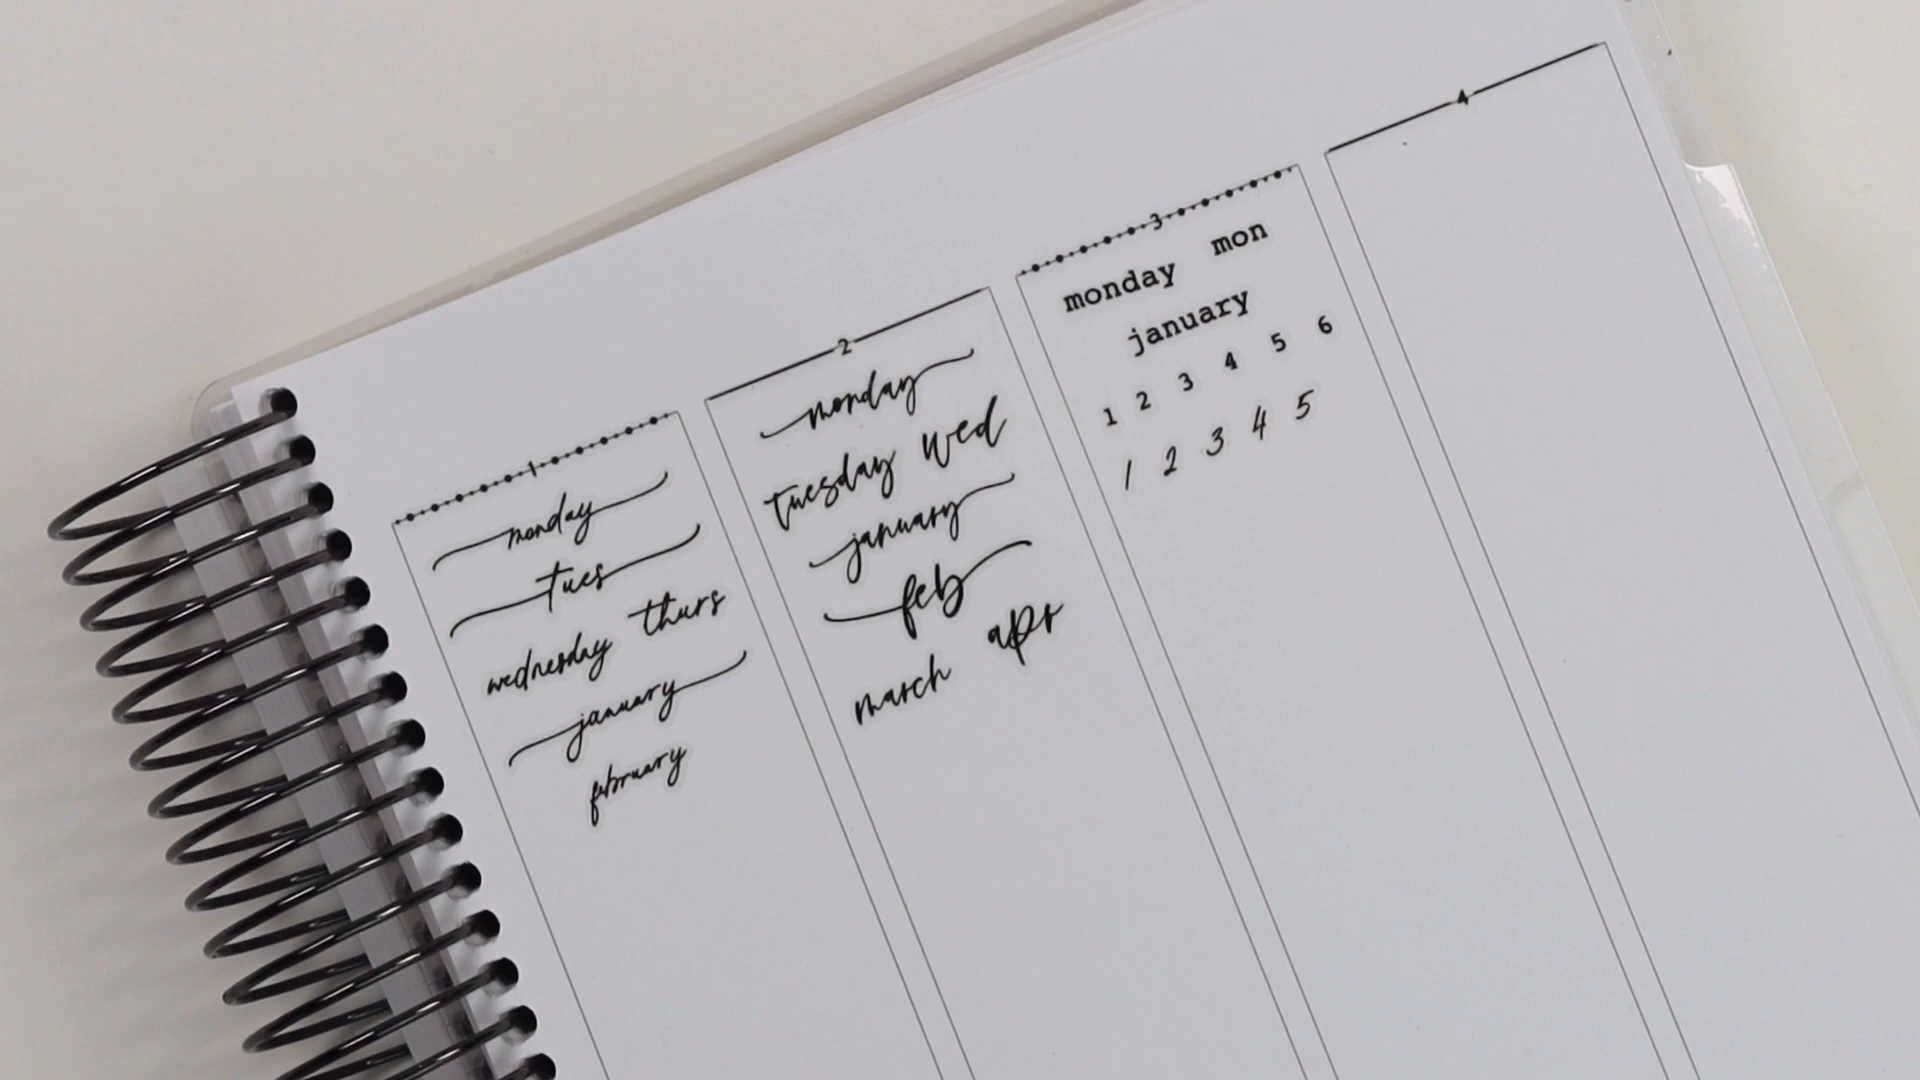 1
monday
tues
wednesday thurs
january
february
2
monday
tuesday wed
january
feb
march apr
3
monday mon
january
1 2 3 4 5 6
1 2 3 4 5
4